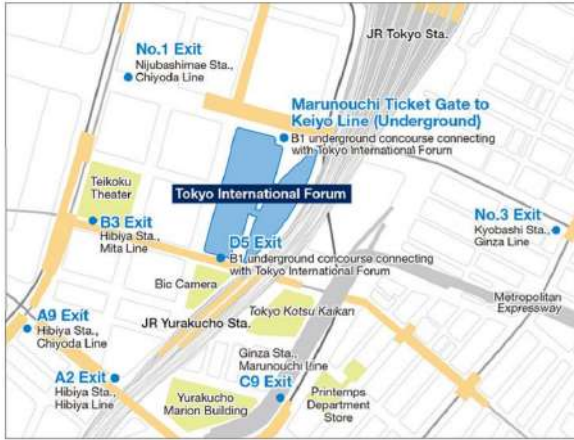 JR Tokyo Sta.
No.1 Exit
Nijubashimae Sta.,
Chiyoda Line
Marunouchi Ticket Gate to
Keiyo Line (Underground)
B1 underground concourse connecting
with Tokyo International Forum
Teikoku
Theater
Tokyo International Forum
B3 Exit
Hibiya Sta.,
Mita Line
No.3 Exit
Kyobashi Sta.,
Ginza Line
D5 Exit
B1 underground concourse connecting
with Tokyo International Forum
Bic Camera
Metropolitan
Expressway
A9 Exit
Hibiya Sta.,
Chiyoda Line
JR Yurakucho Sta.
Tokyo Kotsu Kaikan
Ginza Sta.,
Marunouchi Line
C9 Exit
A2 Exit
Hibiya Sta.,
Hibiya Line
Yurakucho
Marion Building
Printemps
Department
Store